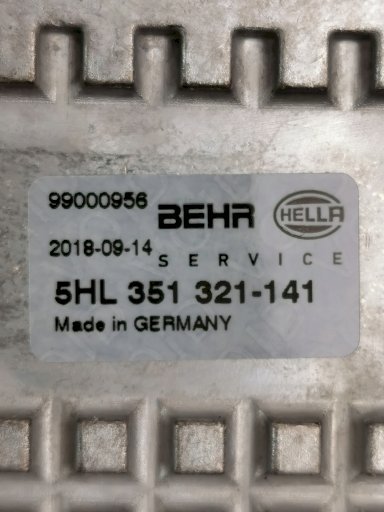 99000956 BEHR HELLA
2018-09-14 SERVICE
5HL 351 321-141
Made in GERMANY